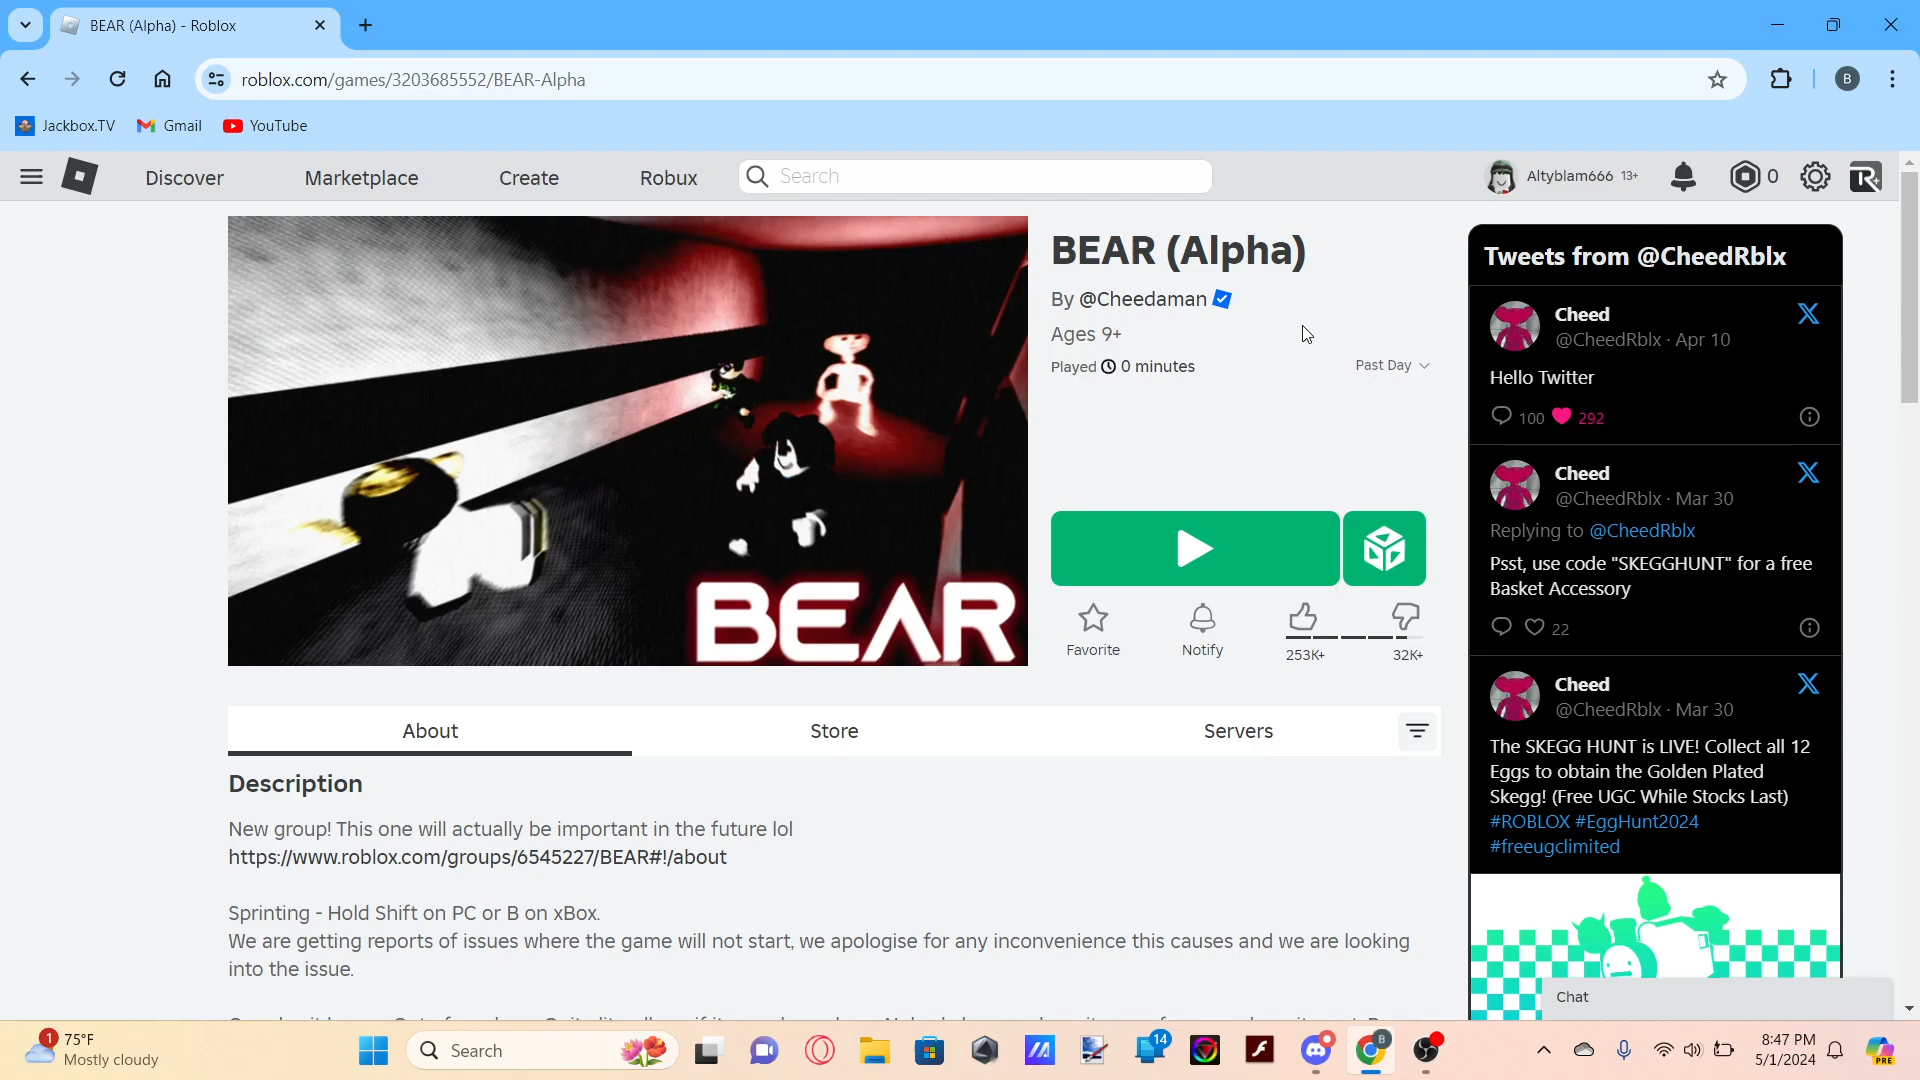 BEAR (Alpha) - Roblox
roblox.com/games/3203685552/BEAR-Alpha
B
Jackbox.TV
Gmail
YouTube
Discover
Marketplace
Create
Robux
Search
Altyblam666 13+
0
BEAR
BEAR (Alpha)
By @Cheedaman
Ages 9+
Played 0 minutes
Past Day
Favorite
Notify
253K+
32K+
Tweets from @CheedRblx
Cheed
@CheedRblx · Apr 10
Hello Twitter
100 292
Cheed
@CheedRblx · Mar 30
Replying to @CheedRblx
Psst, use code "SKEGGHUNT" for a free
Basket Accessory
22
Cheed
@CheedRblx · Mar 30
The SKEGG HUNT is LIVE! Collect all 12
Eggs to obtain the Golden Plated
Skegg! (Free UGC While Stocks Last)
#ROBLOX #EggHunt2024
#freeugclimited
Chat
About
Store
Servers
Description
New group! This one will actually be important in the future lol
https://www.roblox.com/groups/6545227/BEAR#!/about
Sprinting - Hold Shift on PC or B on xBox.
We are getting reports of issues where the game will not start, we apologise for any inconvenience this causes and we are looking
into the issue.
1
75°F
Mostly cloudy
Search
14
B
8:47 PM
5/1/2024
PRE